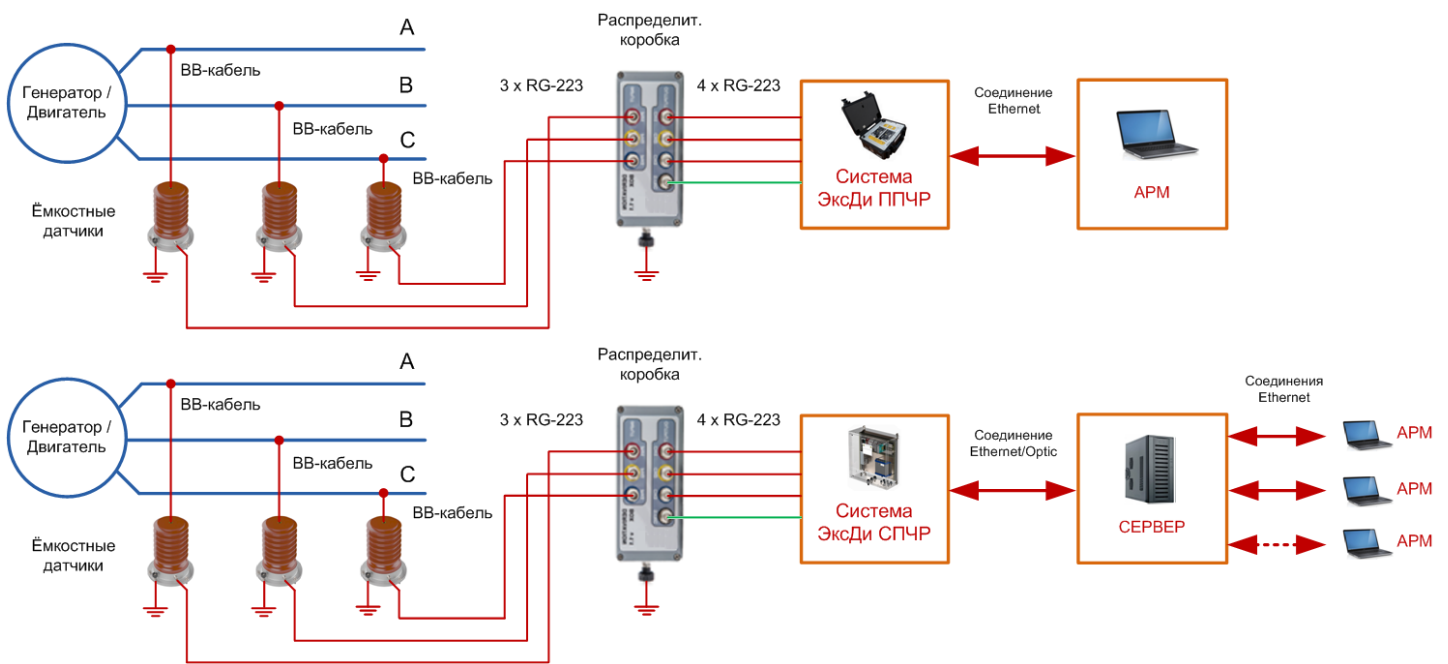 Распределит.
коробка
A
ВВ-кабель
3 x RG-223
4 x RG-223
Генератор /
Двигатель
B
ВВ-кабель
C
ВВ-кабель
Соединение
Ethernet
Система
ЭксДи ППЧР
АРМ
Ёмкостные
датчики
Распределит.
коробка
A
ВВ-кабель
3 x RG-223
4 x RG-223
Генератор /
Двигатель
B
ВВ-кабель
C
ВВ-кабель
Соединение
Ethernet/Optic
Соединения
Ethernet
АРМ
АРМ
АРМ
Система
ЭксДи СПЧР
СЕРВЕР
Ёмкостные
датчики